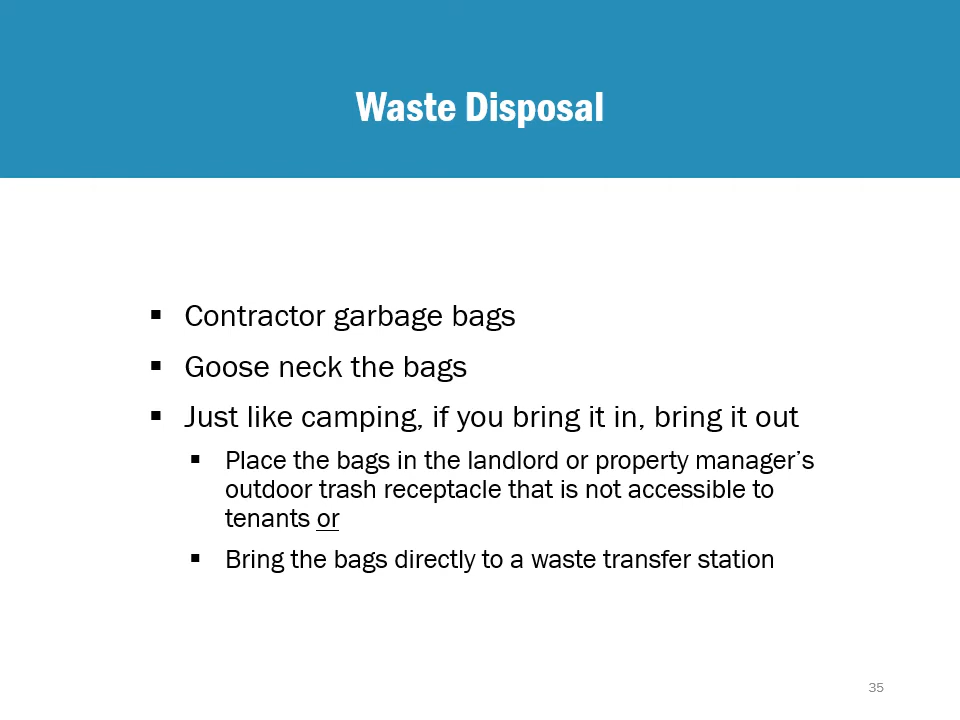 Waste Disposal
▪ Contractor garbage bags
▪ Goose neck the bags
▪ Just like camping, if you bring it in, bring it out
▪ Place the bags in the landlord or property manager’s
outdoor trash receptacle that is not accessible to
tenants or
▪ Bring the bags directly to a waste transfer station
35